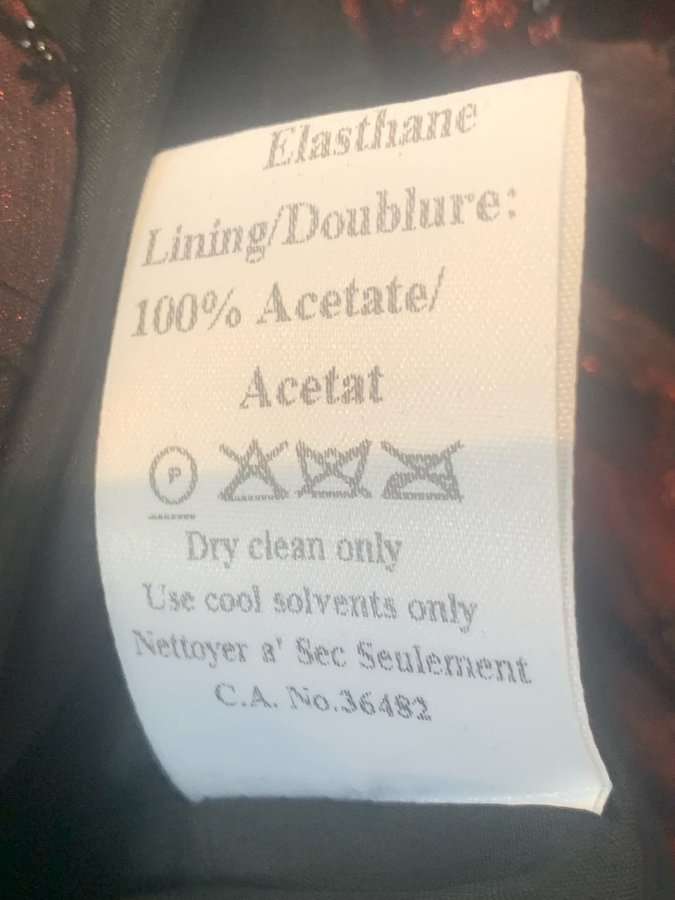 Elasthane
Lining/Doublure:
100% Acetate/
Acetat
P
Dry clean only
Use cool solvents only
Nettoyer a' Sec Seulement
C.A. No.36482